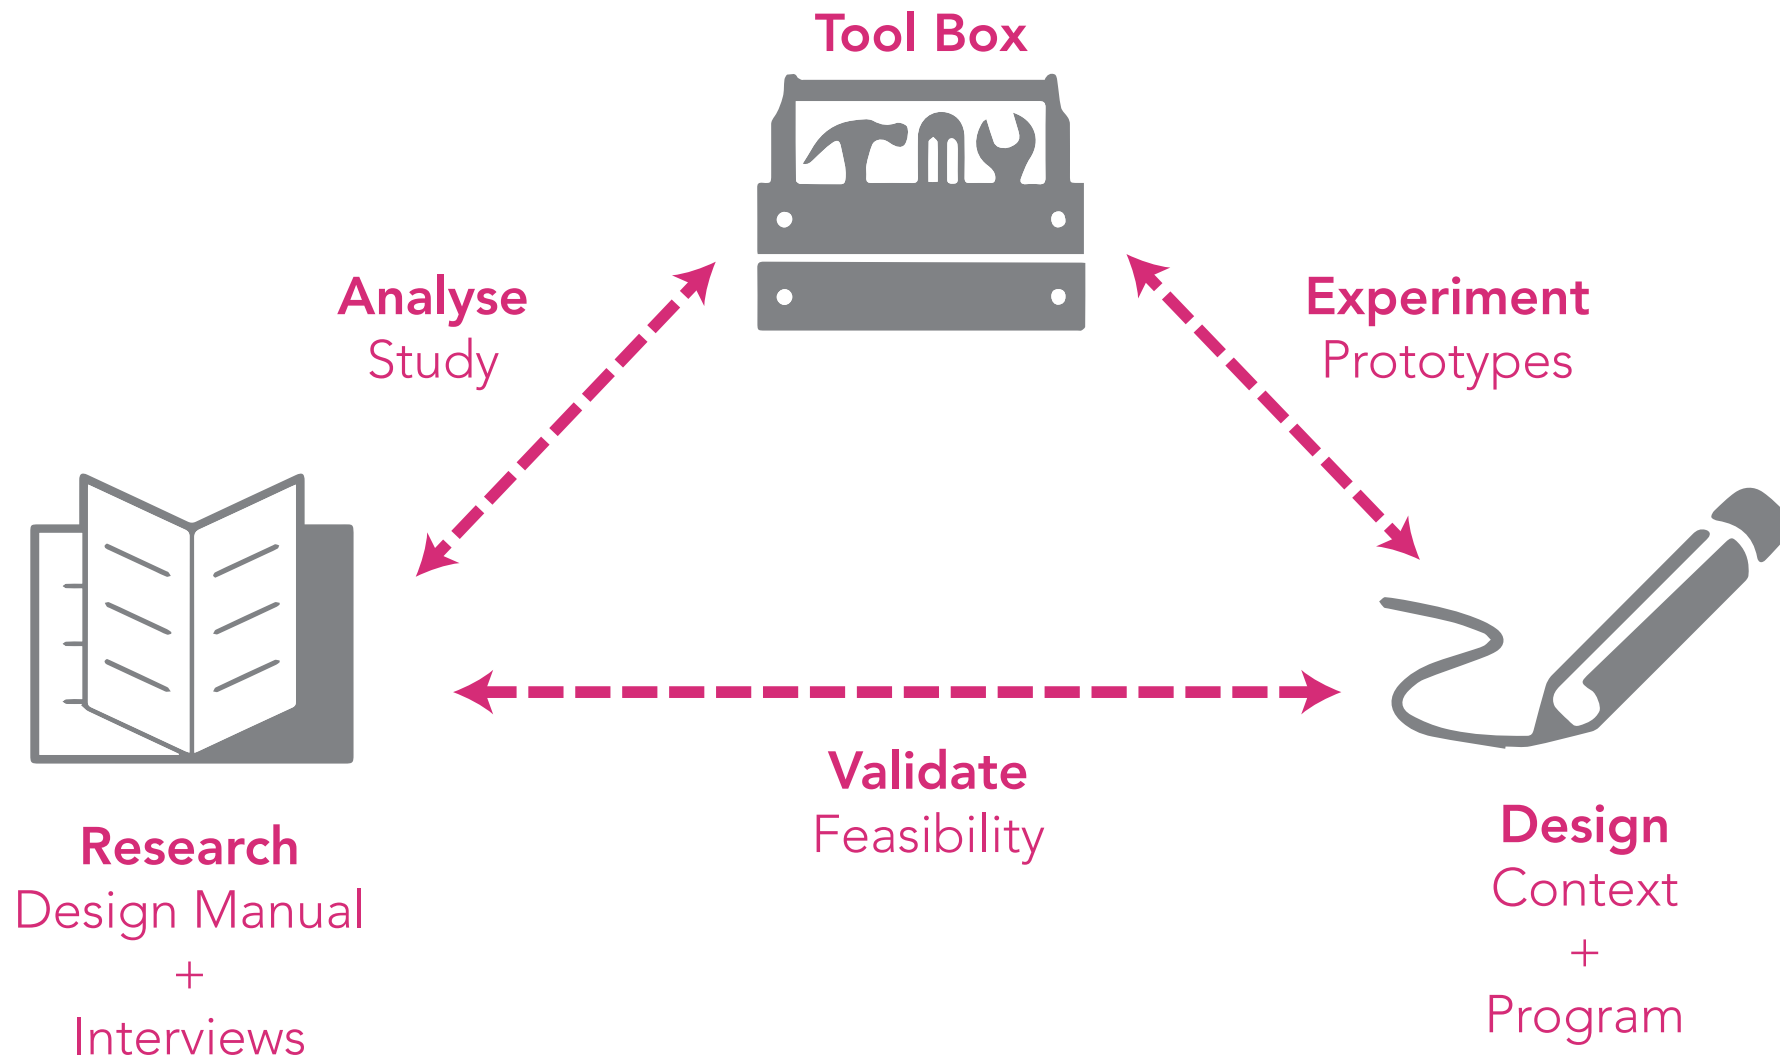 Tool Box
Analyse
Study
Experiment
Prototypes
Validate
Feasibility
Research
Design Manual
+
Interviews
Design
Context
+
Program